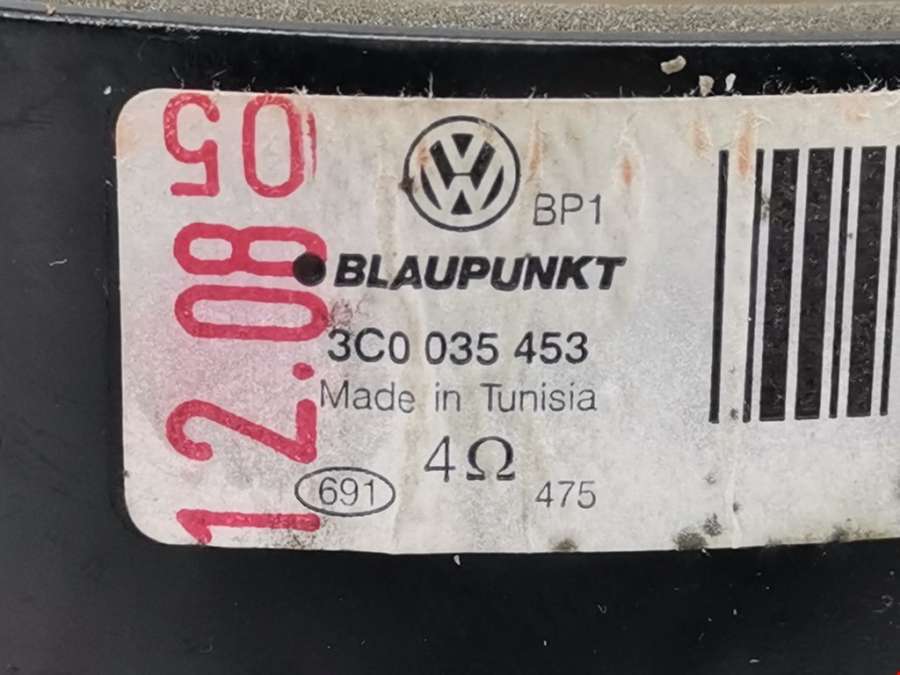 BP1
BLAUPUNKT
3C0 035 453
Made in Tunisia
4Ω
691
475
12.08 05